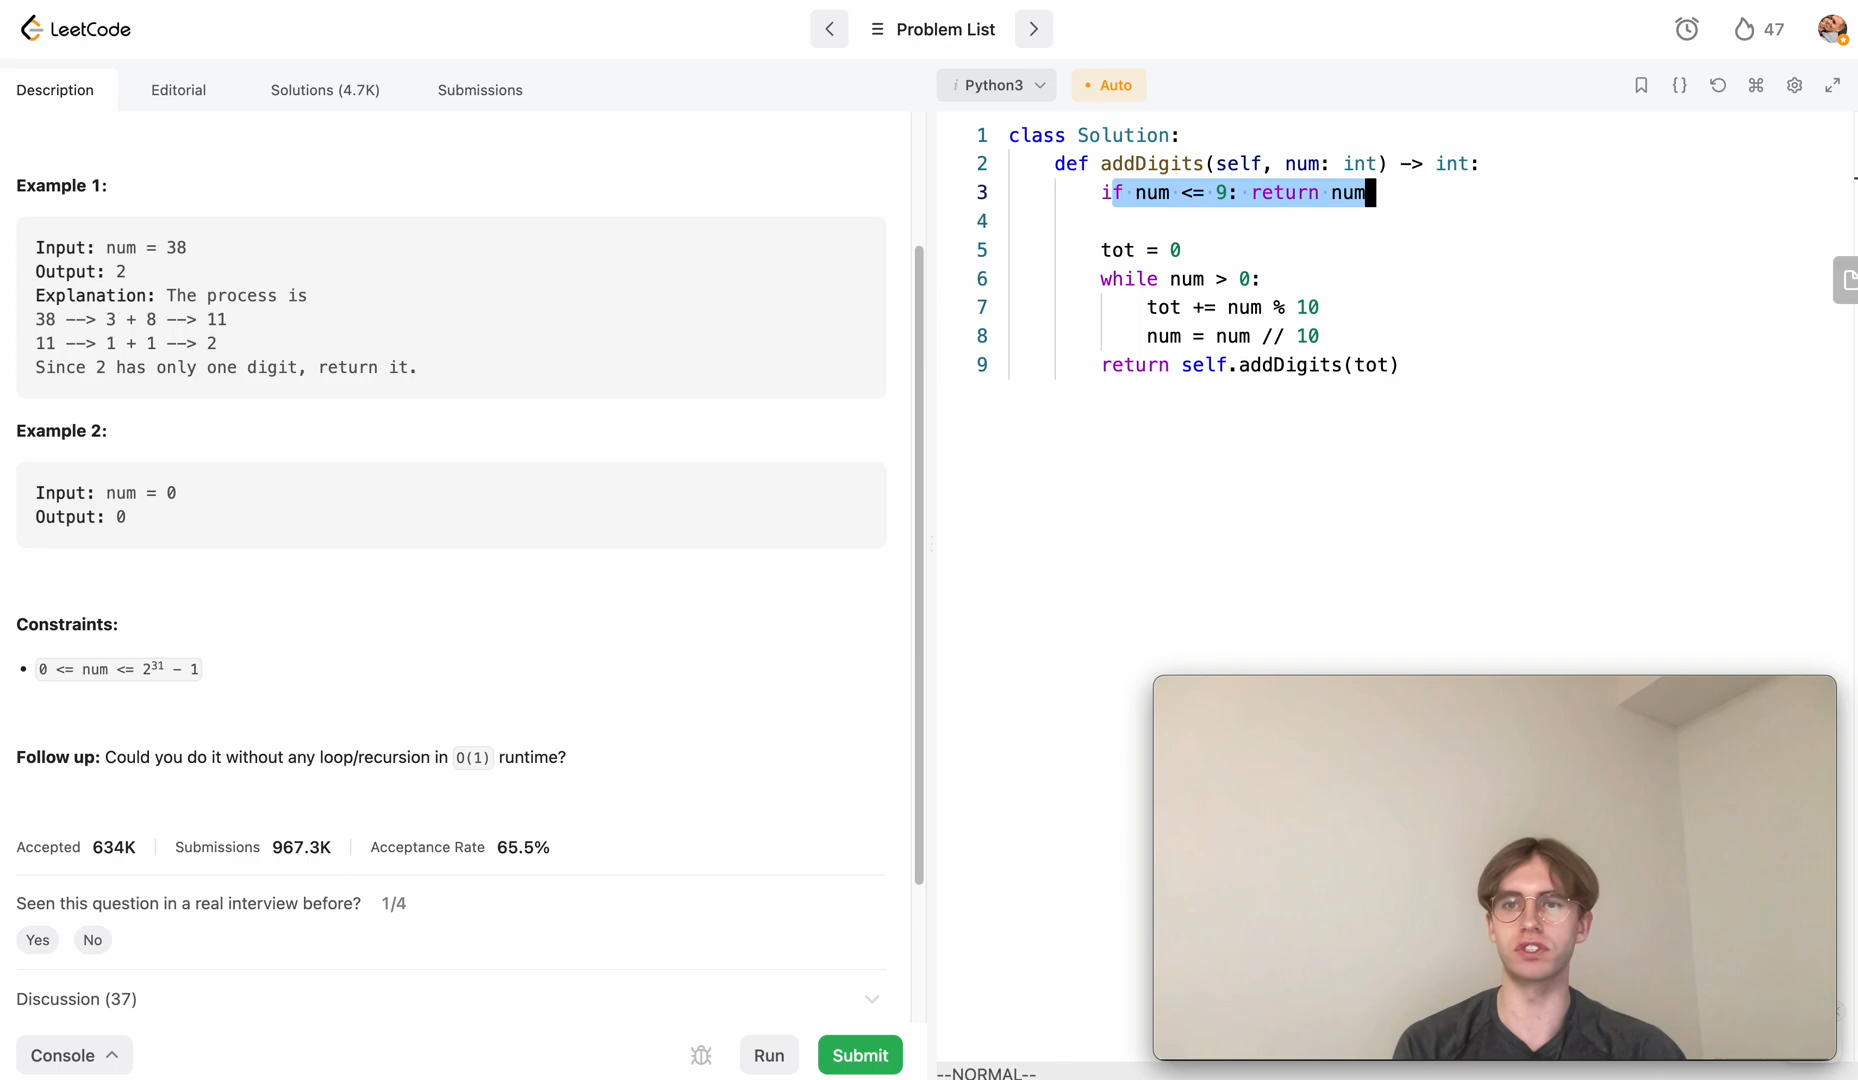 LeetCode
Problem List
47
Description
Editorial
Solutions (4.7K)
Submissions
Example 1:
Input: num = 38
Output: 2
Explanation: The process is
38 --> 3 + 8 --> 11
11 --> 1 + 1 --> 2
Since 2 has only one digit, return it.
Example 2:
Input: num = 0
Output: 0
Constraints:
• 0 <= num <= 2³¹ - 1
Follow up: Could you do it without any loop/recursion in O(1) runtime?
Accepted 634K
Submissions 967.3K
Acceptance Rate 65.5%
Seen this question in a real interview before? 1/4
Yes
No
Discussion (37)
Console
Run
Submit
i Python3
• Auto
1 class Solution:
2 def addDigits(self, num: int) -> int:
3 if num <= 9: return num
4
5 tot = 0
6 while num > 0:
7 tot += num % 10
8 num = num // 10
9 return self.addDigits(tot)
--NORMAL--